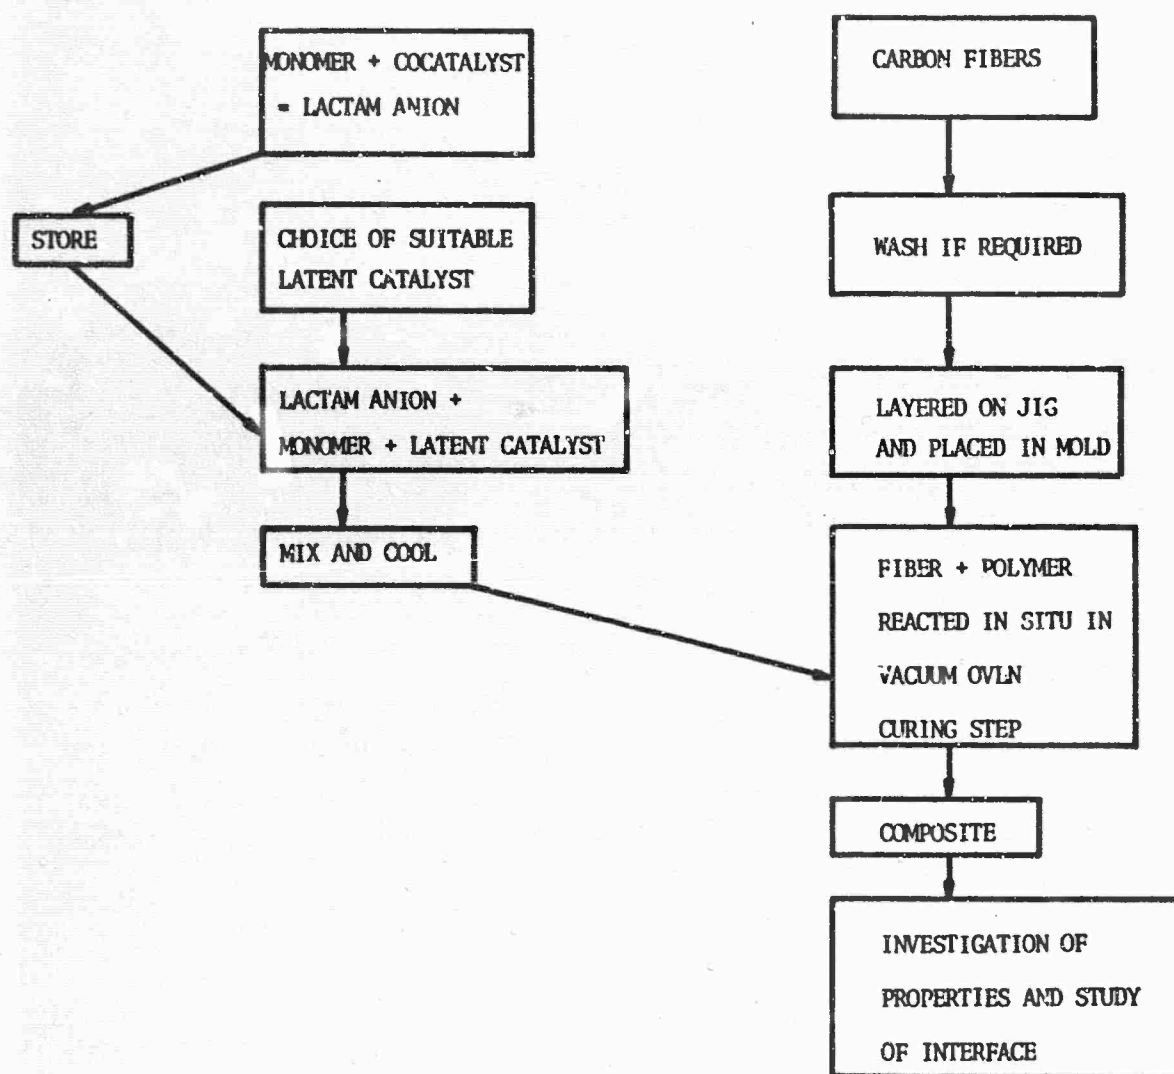 MONOMER + COCATALYST
= LACTAM ANION
STORE
CHOICE OF SUITABLE
LATENT CATALYST
LACTAM ANION +
MONOMER + LATENT CATALYST
MIX AND COOL
CARBON FIBERS
WASH IF REQUIRED
LAYERED ON JIG
AND PLACED IN MOLD
FIBER + POLYMER
REACTED IN SITU IN
VACUUM OVEN
CURING STEP
COMPOSITE
INVESTIGATION OF
PROPERTIES AND STUDY
OF INTERFACE